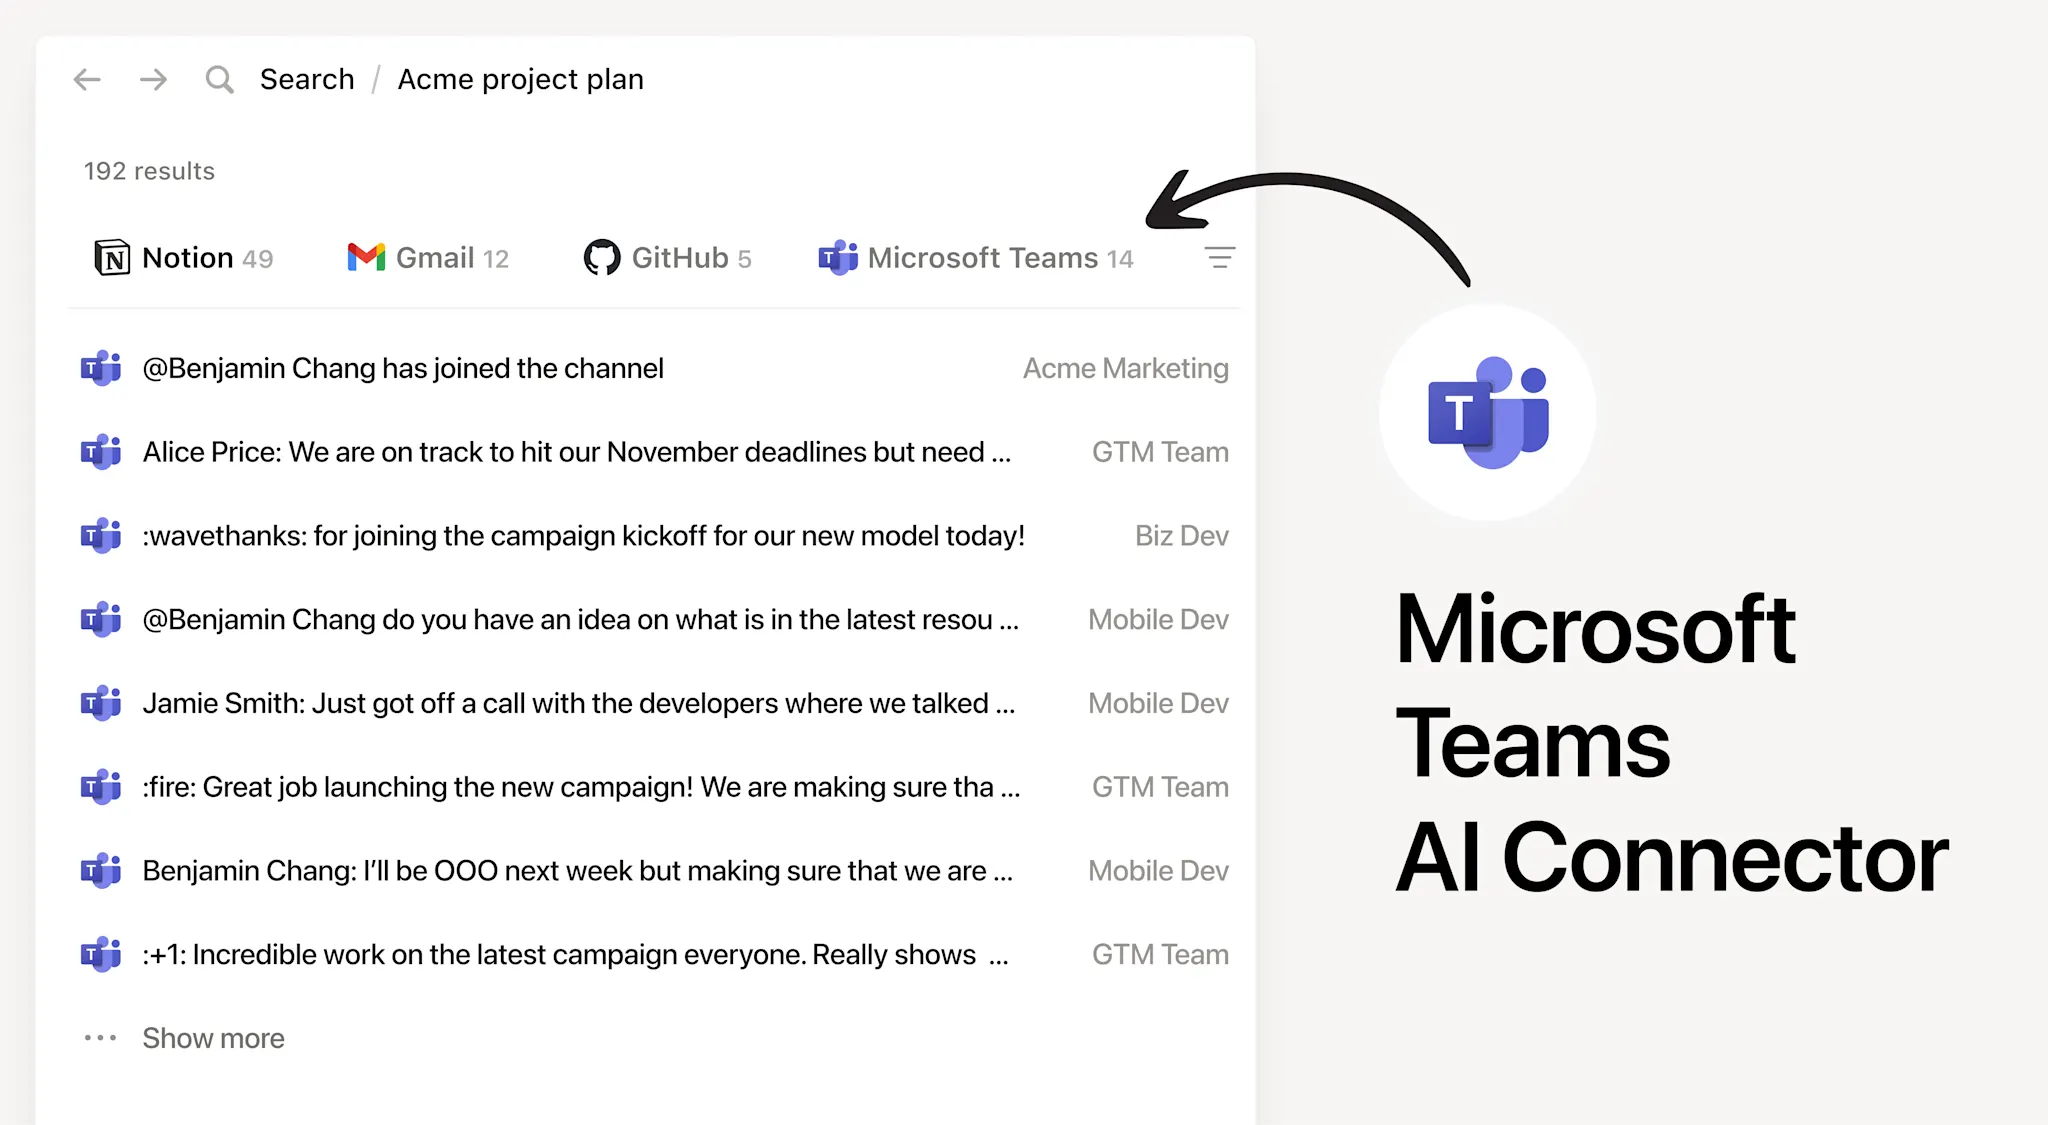 Search / Acme project plan
192 results
Notion 49 Gmail 12 GitHub 5 Microsoft Teams 14
@Benjamin Chang has joined the channel Acme Marketing
Alice Price: We are on track to hit our November deadlines but need ... GTM Team
:wavethanks: for joining the campaign kickoff for our new model today! Biz Dev
@Benjamin Chang do you have an idea on what is in the latest resou ... Mobile Dev
Jamie Smith: Just got off a call with the developers where we talked ... Mobile Dev
:fire: Great job launching the new campaign! We are making sure tha ... GTM Team
Benjamin Chang: I’ll be OOO next week but making sure that we are ... Mobile Dev
:+1: Incredible work on the latest campaign everyone. Really shows ... GTM Team
... Show more
T
Microsoft
Teams
AI Connector